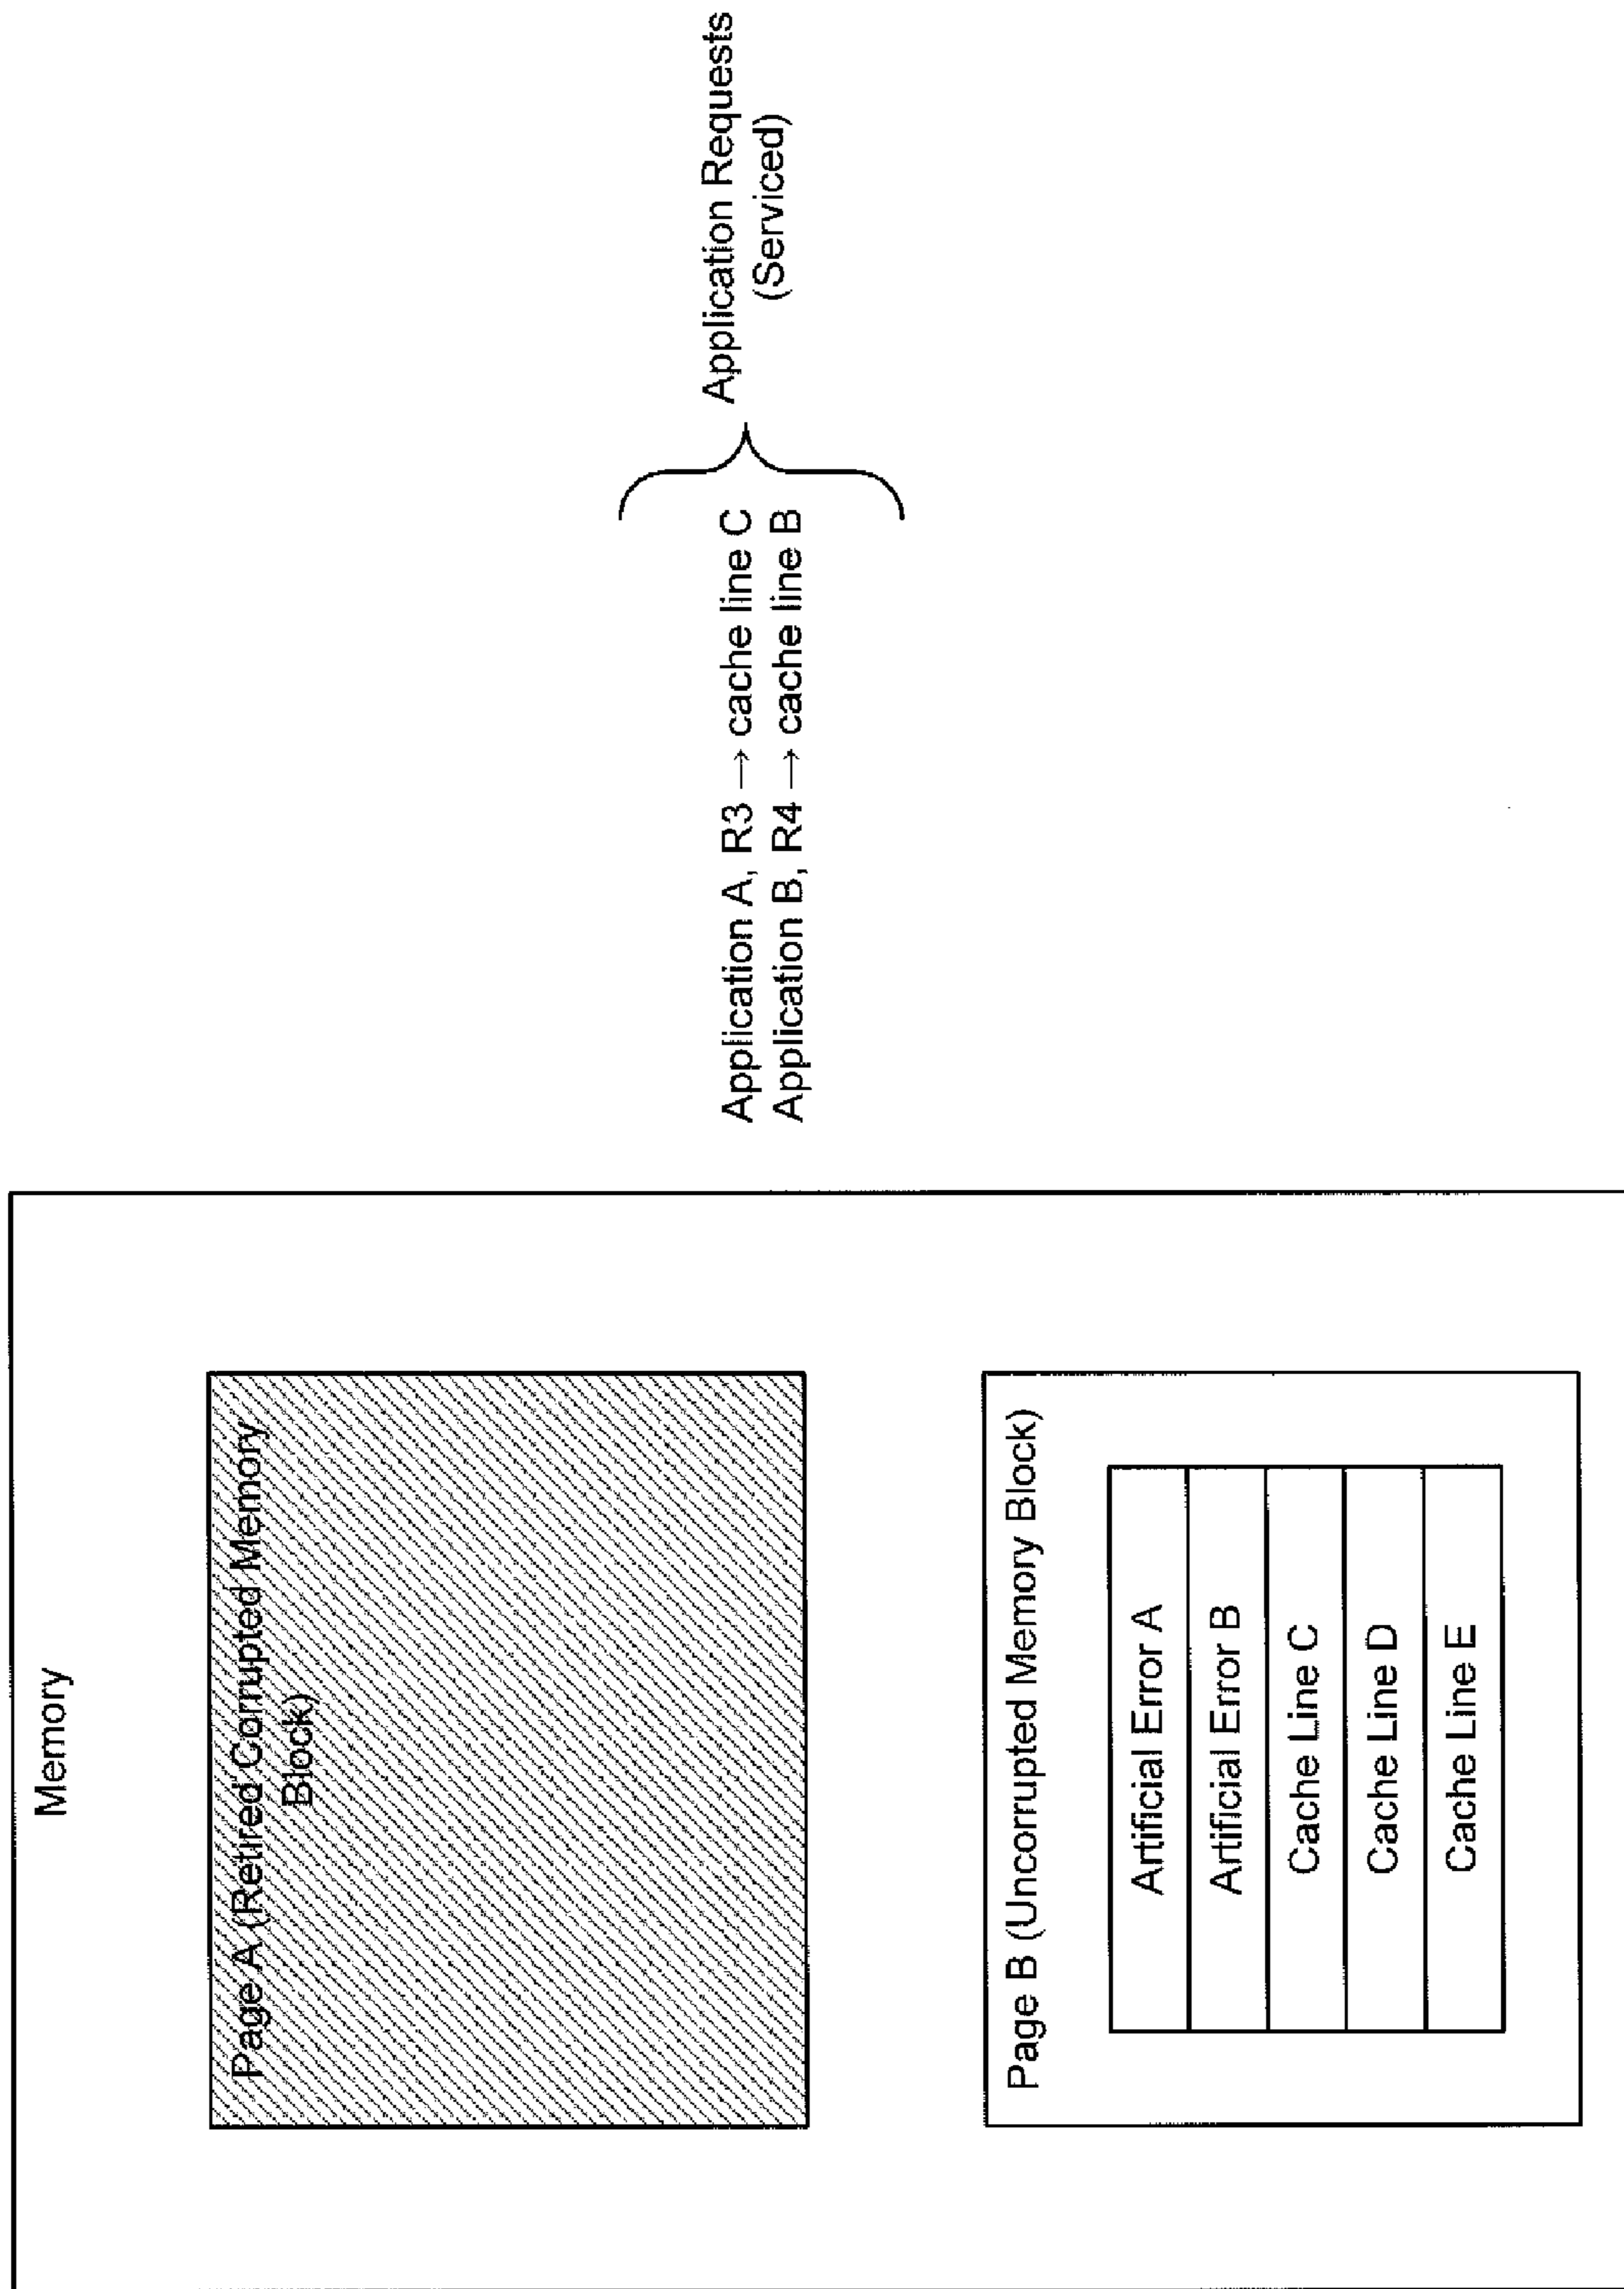 Memory
Page A (Retired Corrupted Memory
Block)
Page B (Uncorrupted Memory Block)
Artificial Error A
Artificial Error B
Cache Line C
Cache Line D
Cache Line E
Application A, R3 → cache line C
Application B, R4 → cache line B
Application Requests
(Serviced)